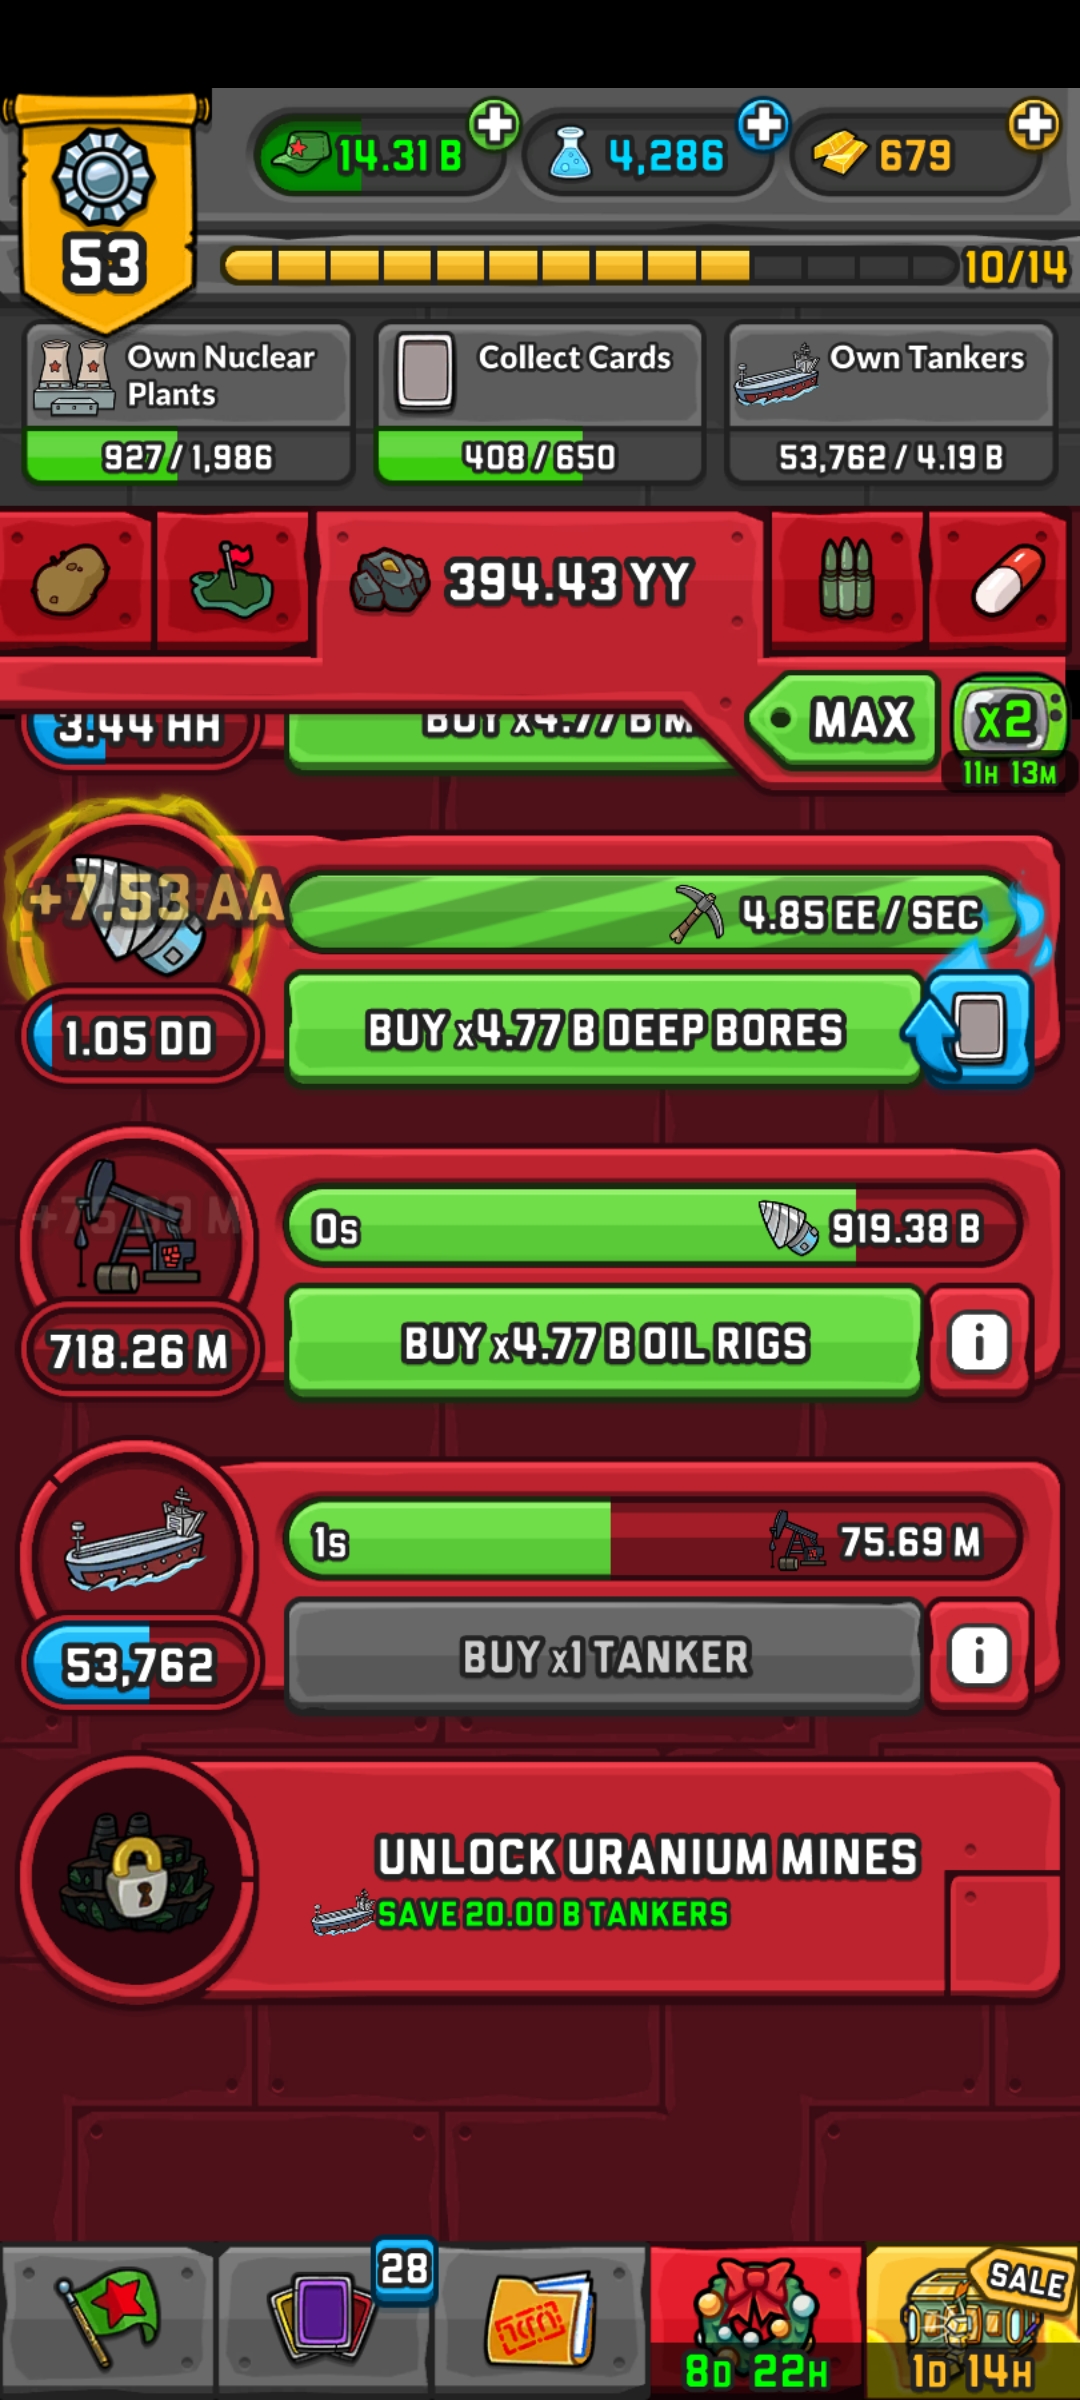 14.31 B
4,286
679
53
10/14
Own Nuclear
Plants
Collect Cards
Own Tankers
927/1,986
408/650
53,762/4.19 B
394.43 YY
MAX
x2
11H 13M
3.44 HH
BUY x4.77 B M
+7.53 AA
4.85 EE/SEC
1.05 DD
BUY x4.77 B DEEP BORES
+75.69 M
0s
919.38 B
718.26 M
BUY x4.77 B OIL RIGS
i
1s
75.69 M
53,762
BUY x1 TANKER
i
UNLOCK URANIUM MINES
SAVE 20.00 B TANKERS
28
SALE
8D 22H
1D 14H